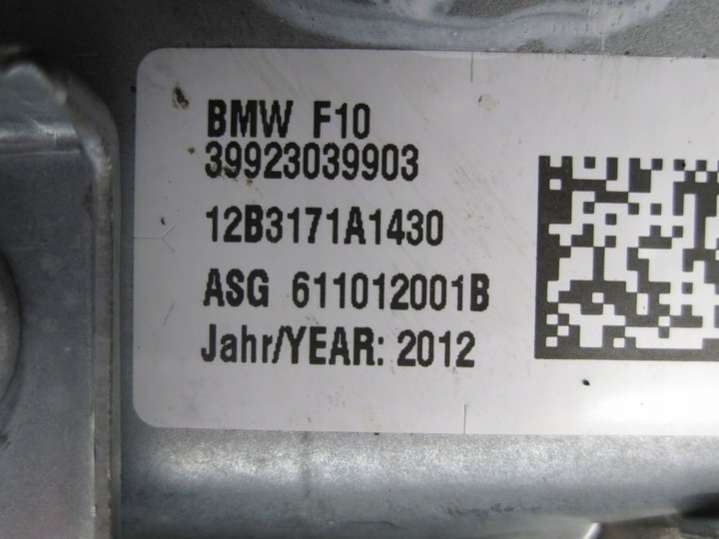 BMW F10
39923039903
12B3171A1430
ASG 611012001B
Jahr/YEAR: 2012